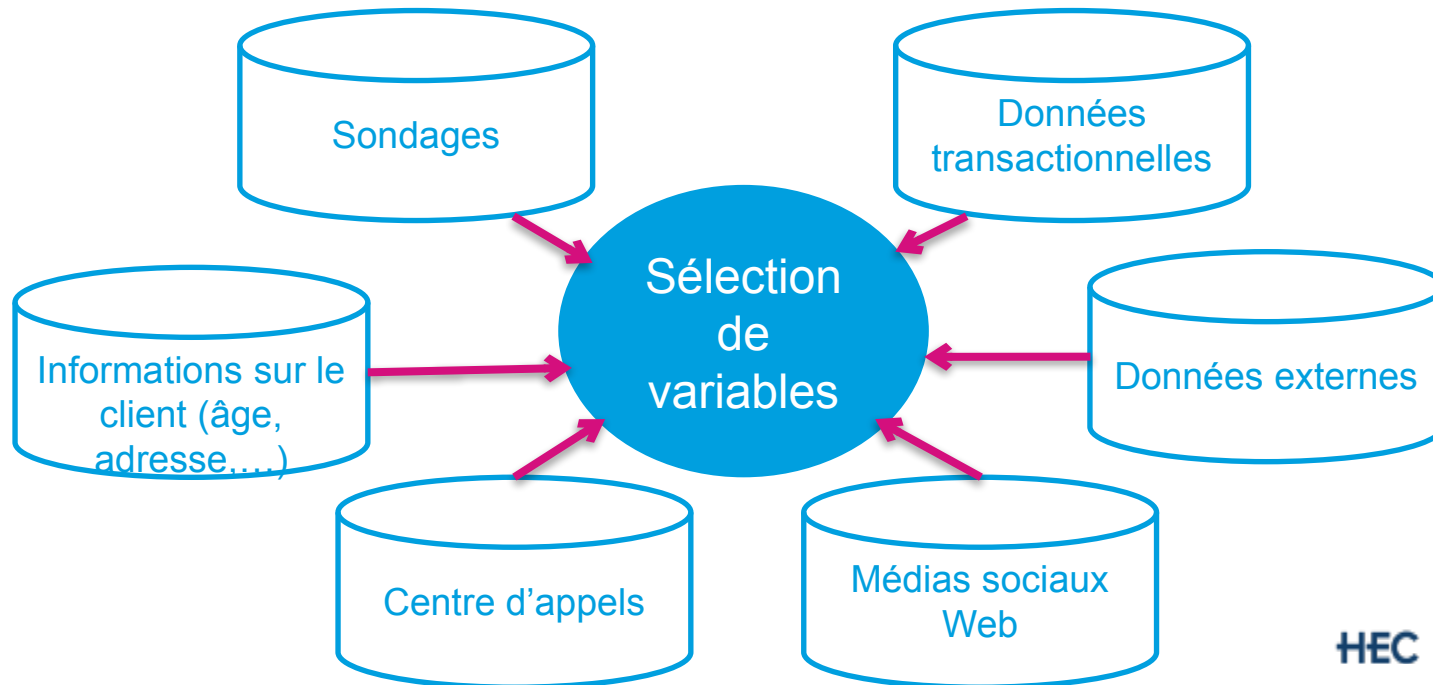 Sondages
Données
transactionnelles
Sélection
de
variables
Informations sur le
client (âge,
adresse,…)
Données externes
Centre d’appels
Médias sociaux
Web
HEC